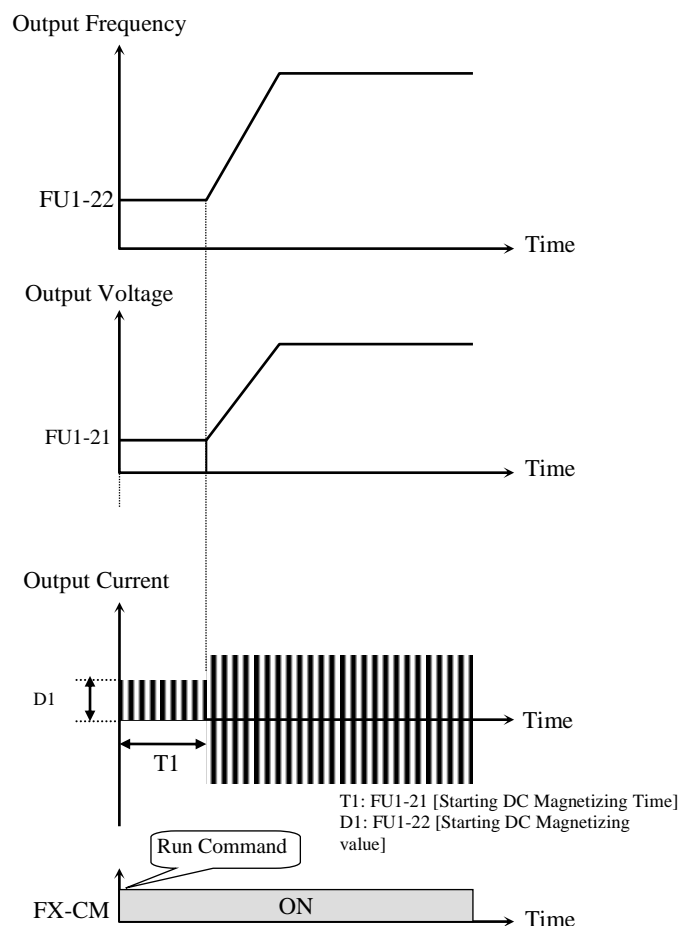 Output Frequency
FU1-22
Time
Output Voltage
FU1-21
Time
Output Current
D1
Time
T1
T1: FU1-21 [Starting DC Magnetizing Time]
D1: FU1-22 [Starting DC Magnetizing
value]
Run Command
FX-CM
ON
Time